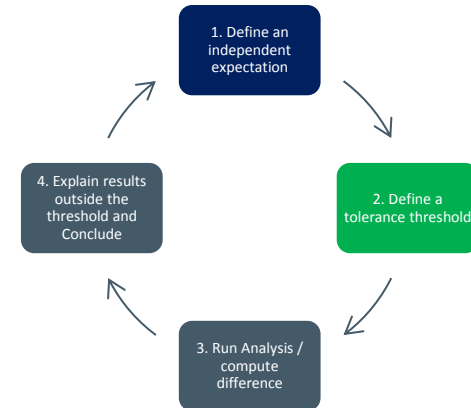 1. Define an
independent
expectation
2. Define a
tolerance threshold
3. Run Analysis /
compute
difference
4. Explain results
outside the
threshold and
Conclude